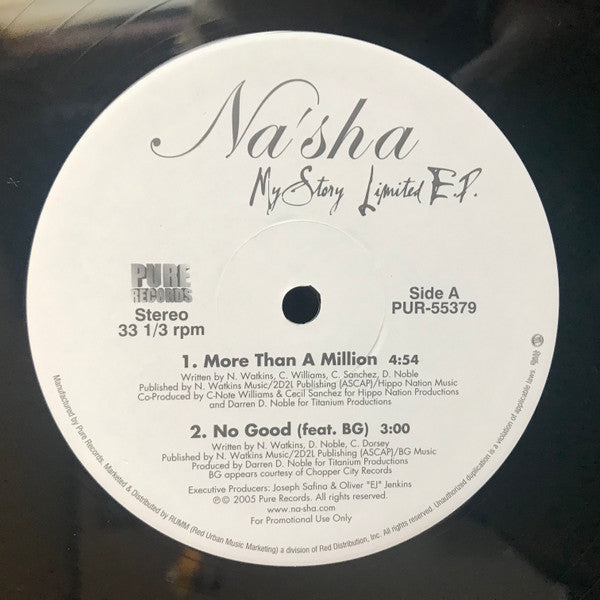 Na'sha
My Story Limited E.P.
PURE
RECORDS
Stereo
33 1/3 rpm
Side A
PUR-55379
1. More Than A Million 4:54
Written by N. Watkins, C. Williams, C. Sanchez, D. Noble
Published by N. Watkins Music/2D2L Publishing (ASCAP)/Hippo Nation Music
Co-Produced by C-Note Williams & Cecil Sanchez for Hippo Nation Productions
and Darren D. Noble for Titanium Productions
2. No Good (feat. BG) 3:00
Written by N. Watkins, D. Noble, C. Dorsey
Published by N. Watkins Music/2D2L Publishing (ASCAP)/BG Music
Produced by Darren D. Noble for Titanium Productions
BG appears courtesy of Chopper City Records
Executive Producers: Joseph Safina & Oliver "EJ" Jenkins
℗© 2005 Pure Records. All rights reserved.
www.na-sha.com
For Promotional Use Only
Manufactured by Pure Records. Marketed & Distributed by RUMM (Red Urban Music Marketing) a division of Red Distribution, Inc. All rights reserved. Unauthorized duplication is a violation of applicable laws.